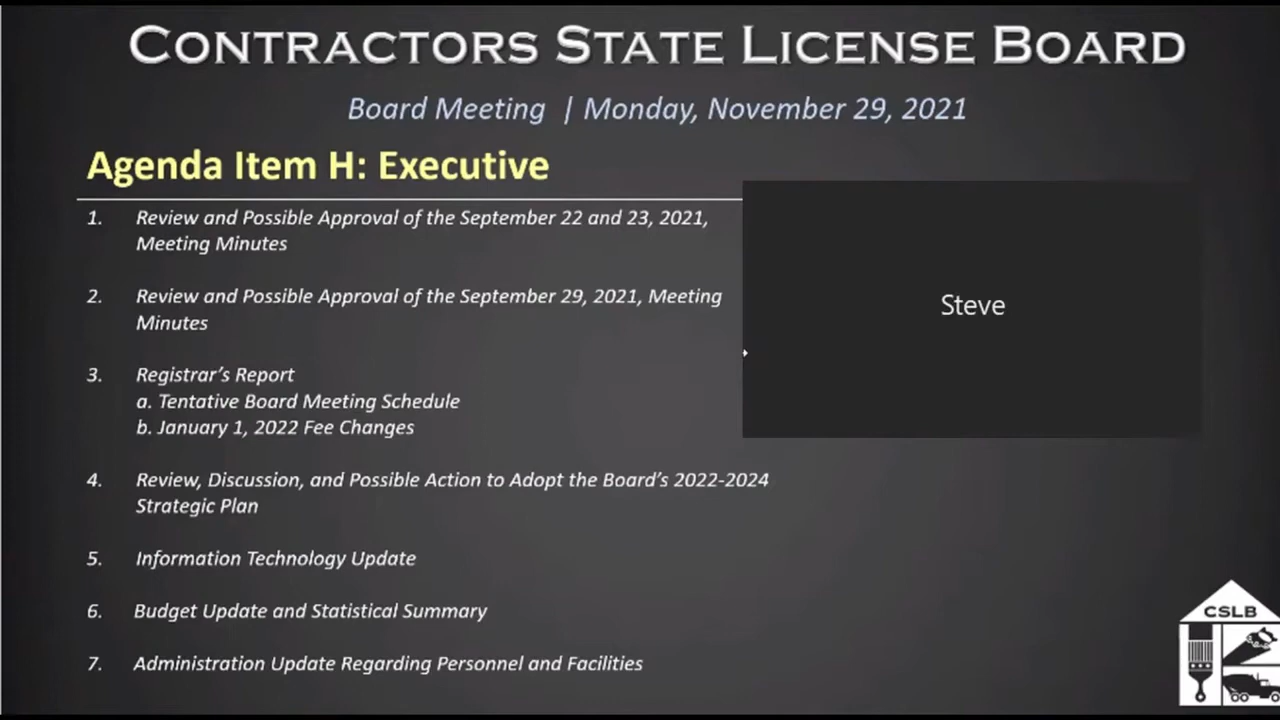 CONTRACTORS STATE LICENSE BOARD
Board Meeting | Monday, November 29, 2021
Agenda Item H: Executive
1. Review and Possible Approval of the September 22 and 23, 2021,
Meeting Minutes
2. Review and Possible Approval of the September 29, 2021, Meeting
Minutes
3. Registrar's Report
a. Tentative Board Meeting Schedule
b. January 1, 2022 Fee Changes
4. Review, Discussion, and Possible Action to Adopt the Board's 2022-2024
Strategic Plan
5. Information Technology Update
6. Budget Update and Statistical Summary
7. Administration Update Regarding Personnel and Facilities
Steve
CSLB